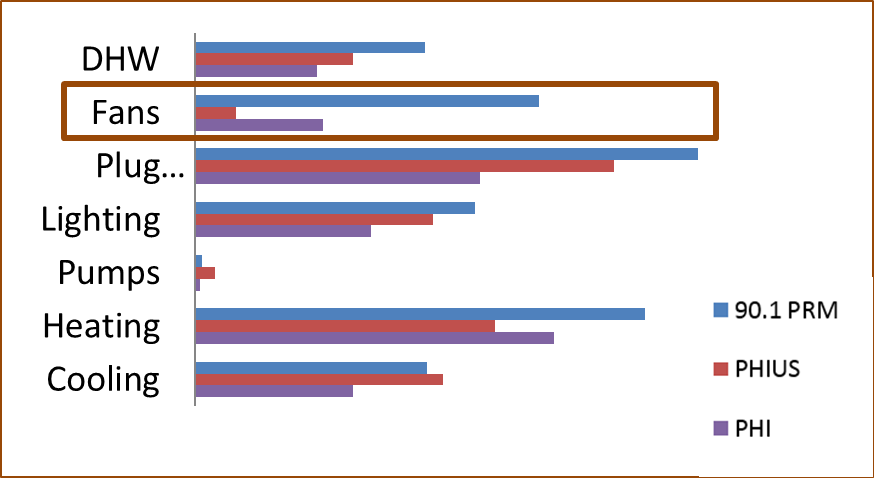 DHW
Fans
Plug...
Lighting
Pumps
Heating
Cooling
90.1 PRM
PHIUS
PHI